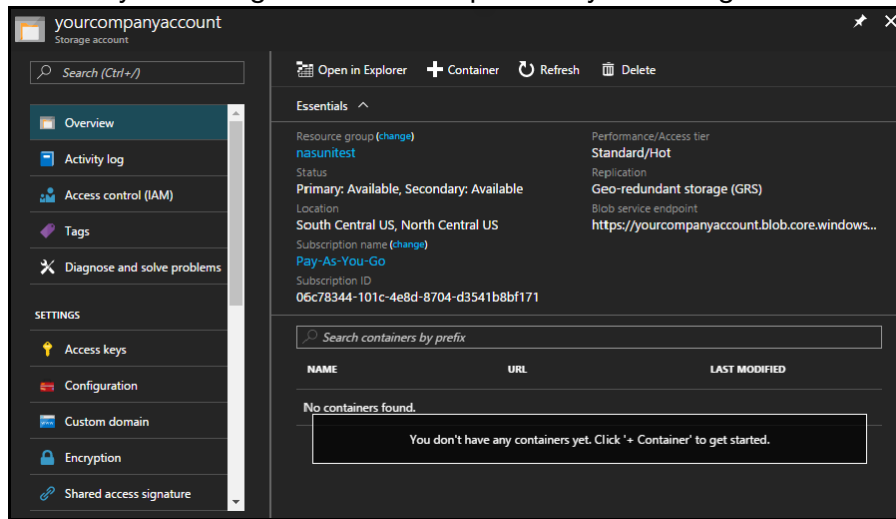 yourcompanyaccount
Storage account
Search (Ctrl+/)
Overview
Activity log
Access control (IAM)
Tags
Diagnose and solve problems
SETTINGS
Access keys
Configuration
Custom domain
Encryption
Shared access signature
Open in Explorer + Container Refresh Delete
Essentials
Resource group (change)
nasunitest
Status
Primary: Available, Secondary: Available
Location
South Central US, North Central US
Subscription name (change)
Pay-As-You-Go
Subscription ID
06c78344-101c-4e8d-8704-d3541b8bf171
Performance/Access tier
Standard/Hot
Replication
Geo-redundant storage (GRS)
Blob service endpoint
https://yourcompanyaccount.blob.core.windows...
Search containers by prefix
NAME URL LAST MODIFIED
No containers found.
You don't have any containers yet. Click '+ Container' to get started.